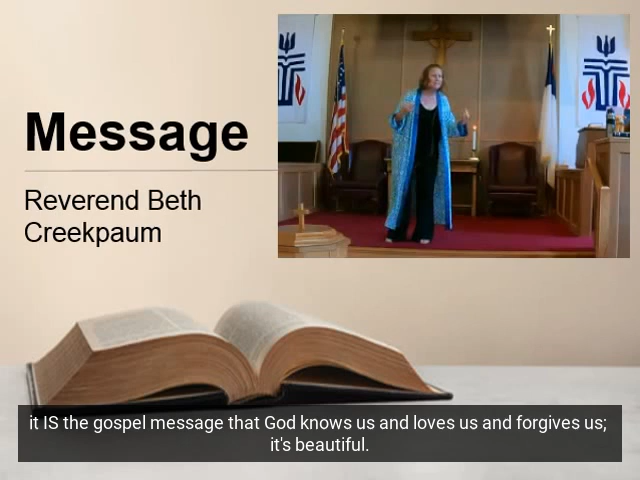 Message
Reverend Beth
Creekpaum
it IS the gospel message that God knows us and loves us and forgives us;
it's beautiful.